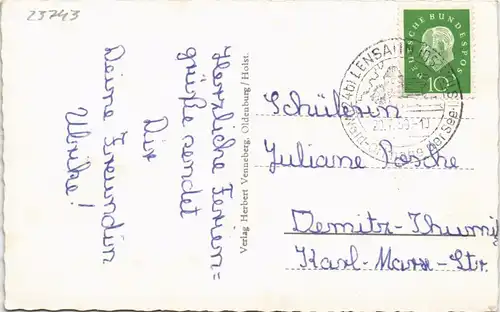 23743
Herzliche Ferien=
grüße sendet
Dir
Deine Freundin
Ulrike!
Verlag Herbert Venneberg, Oldenburg/Holst.
DEUTSCHE BUNDESPOST
10
LENSAHN
Schülerin
Juliane Posche
Demitz-Thumitz
Karl-Marx-Str.